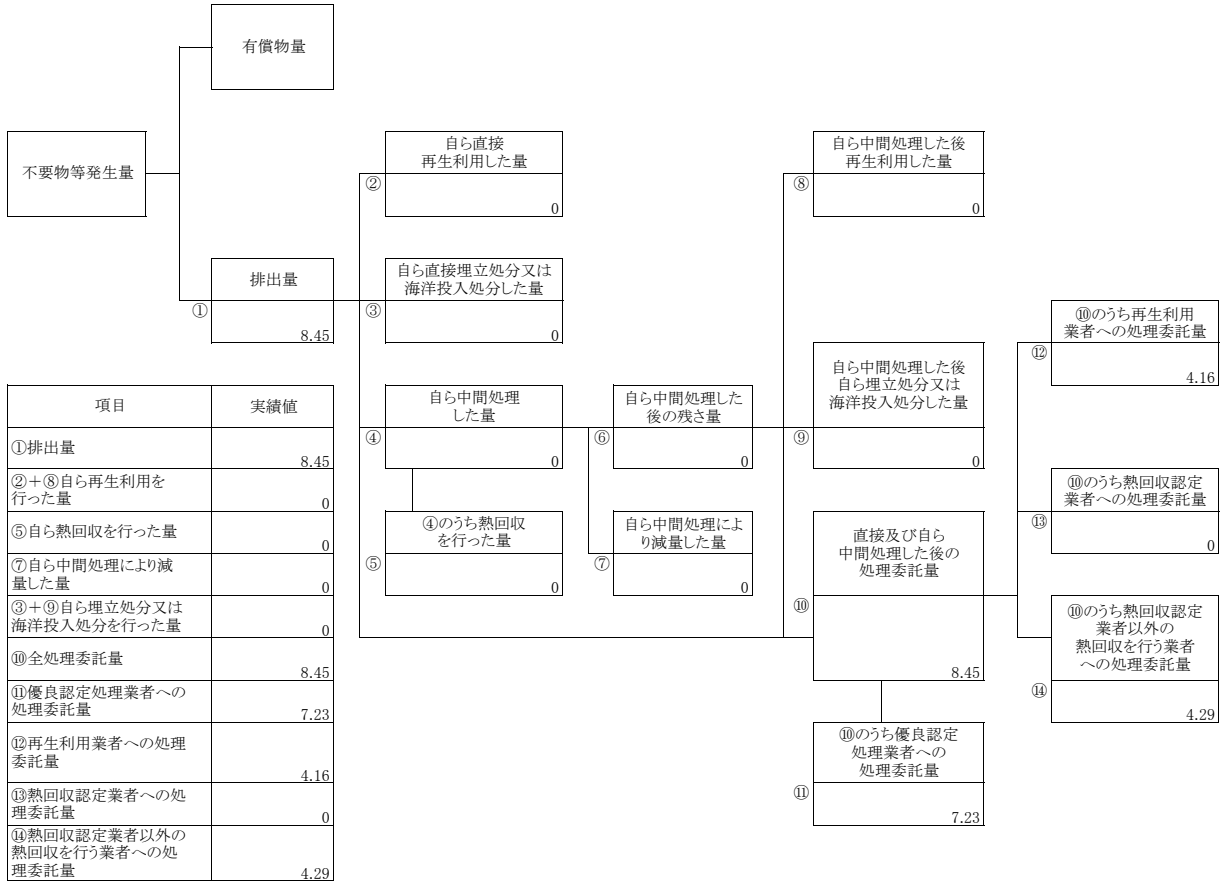 有償物量
不要物等発生量
自ら直接
再生利用した量
②
0
自ら中間処理した後
再生利用した量
⑧
0
排出量
①
8.45
自ら直接埋立処分又は
海洋投入処分した量
③
0
自ら中間処理
した量
④
0
④のうち熱回収
を行った量
⑤
0
自ら中間処理した
後の残さ量
⑥
0
自ら中間処理によ
り減量した量
⑦
0
自ら中間処理した後
自ら埋立処分又は
海洋投入処分した量
⑨
0
直接及び自ら
中間処理した後の
処理委託量
⑩
8.45
⑩のうち優良認定
処理業者への
処理委託量
⑪
7.23
⑩のうち再生利用
業者への処理委託量
⑫
4.16
⑩のうち熱回収認定
業者への処理委託量
⑬
0
⑩のうち熱回収認定
業者以外の
熱回収を行う業者
への処理委託量
⑭
4.29
項目
実績値
①排出量
8.45
②+⑧自ら再生利用を
行った量
0
⑤自ら熱回収を行った量
0
⑦自ら中間処理により減
量した量
0
③+⑨自ら埋立処分又は
海洋投入処分を行った量
0
⑩全処理委託量
8.45
⑪優良認定処理業者への
処理委託量
7.23
⑫再生利用業者への処理
委託量
4.16
⑬熱回収認定業者への処
理委託量
0
⑭熱回収認定業者以外の
熱回収を行う業者への処
理委託量
4.29